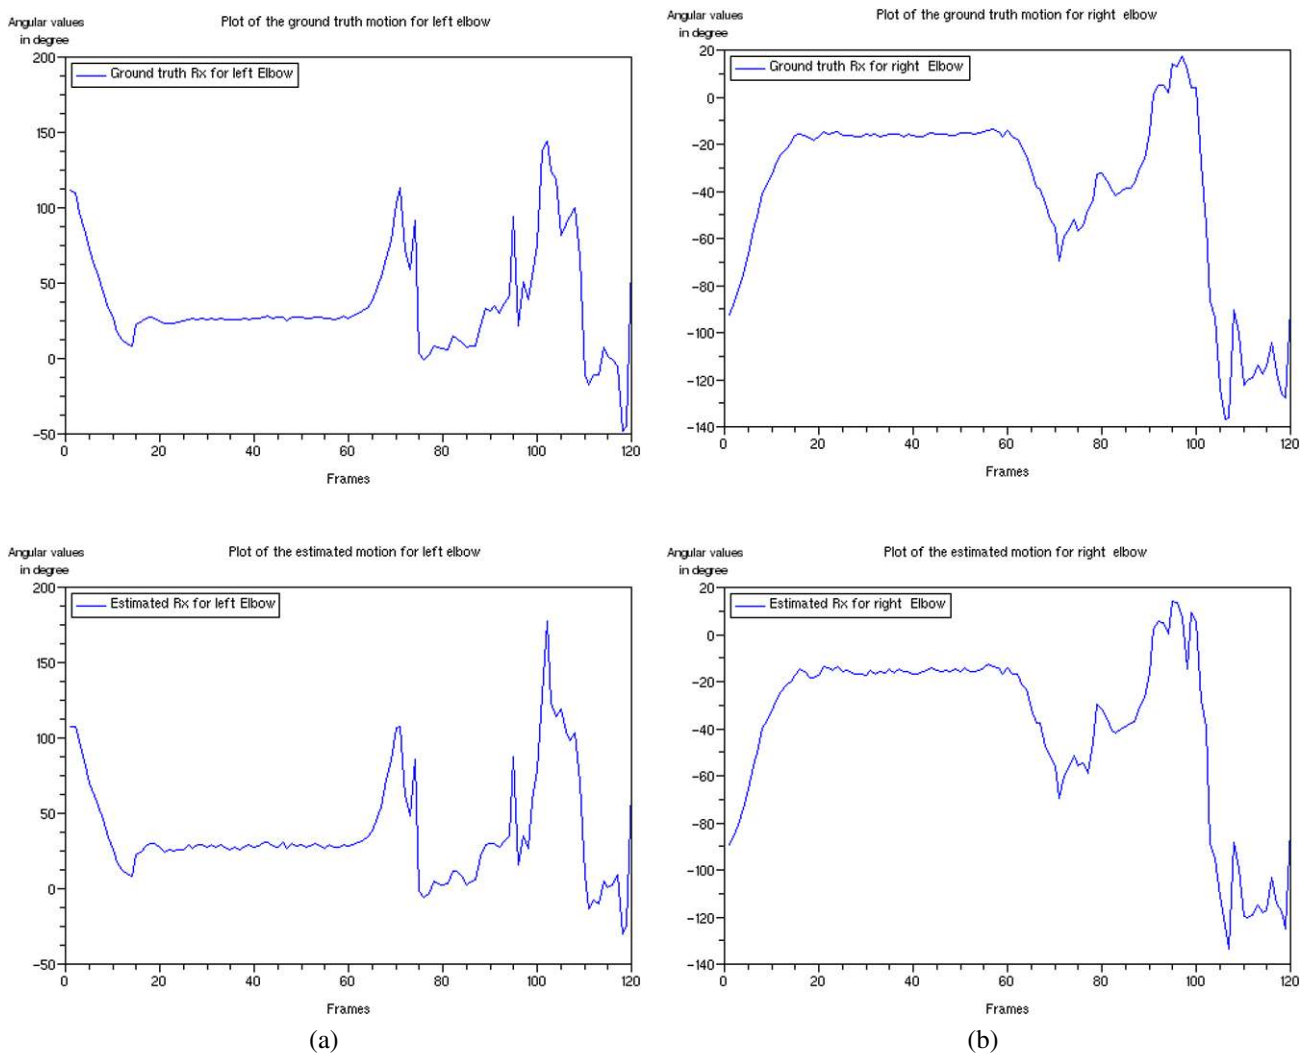 Angular values
in degree
Plot of the ground truth motion for left elbow
200
150
100
50
0
−50
Ground truth Rx for left Elbow
0 20 40 60 80 100 120
Frames
Angular values
in degree
Plot of the ground truth motion for right elbow
20
0
−20
−40
−60
−80
−100
−120
−140
Ground truth Rx for right Elbow
0 20 40 60 80 100 120
Frames
Angular values
in degree
Plot of the estimated motion for left elbow
200
150
100
50
0
−50
Estimated Rx for left Elbow
0 20 40 60 80 100 120
Frames
(a)
Angular values
in degree
Plot of the estimated motion for right elbow
20
0
−20
−40
−60
−80
−100
−120
−140
Estimated Rx for right Elbow
0 20 40 60 80 100 120
Frames
(b)